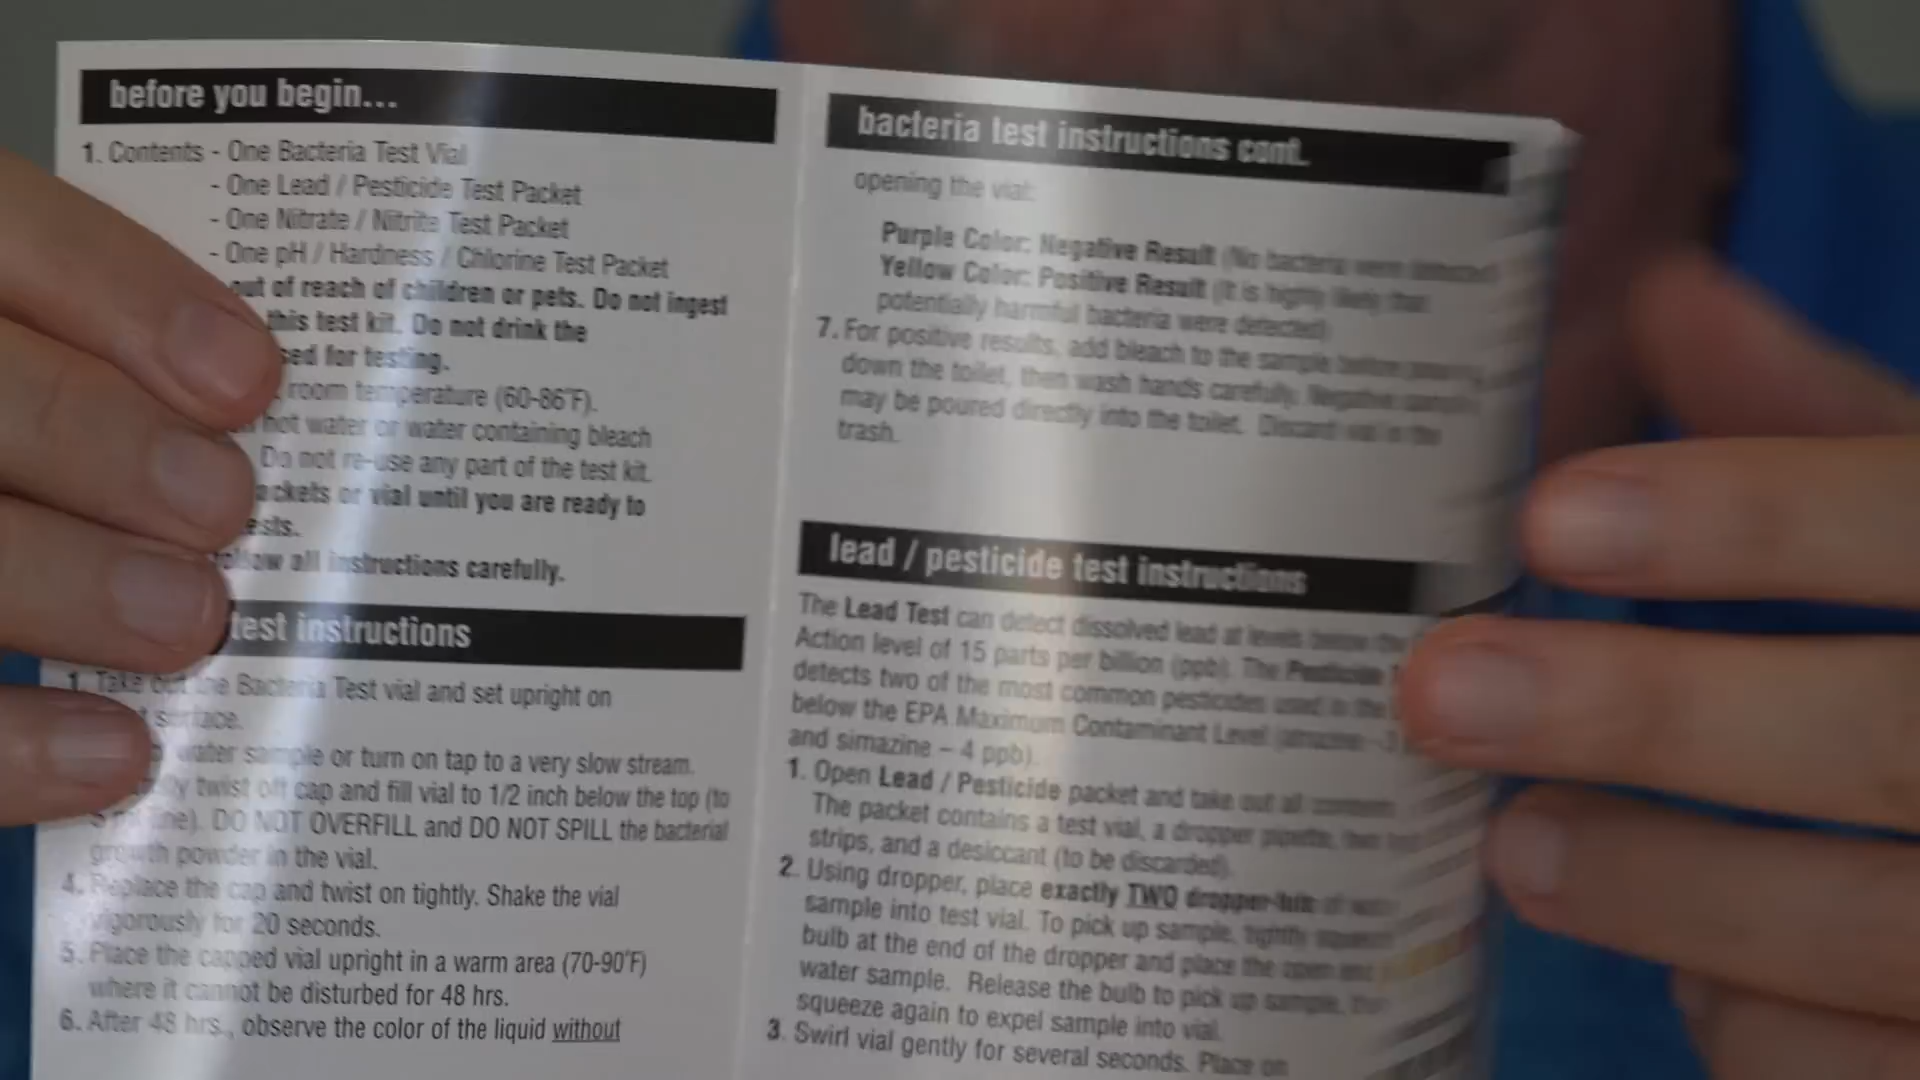 before you begin...
1. Contents - One Bacteria Test Vial
- One Lead / Pesticide Test Packet
- One Nitrate / Nitrite Test Packet
- One pH / Hardness / Chlorine Test Packet
out of reach of children or pets. Do not ingest
this test kit. Do not drink the
sed for testing.
room temperature (60-86°F).
hot water or water containing bleach
Do not re-use any part of the test kit.
ackets or vial until you are ready to
ests.
ollow all instructions carefully.
test instructions
1. Take out the Bacteria Test vial and set upright on
surface.
water sample or turn on tap to a very slow stream.
twist off cap and fill vial to 1/2 inch below the top (to
5 ml line). DO NOT OVERFILL and DO NOT SPILL the bacterial
growth powder in the vial.
4. Replace the cap and twist on tightly. Shake the vial
vigorously for 20 seconds.
5. Place the capped vial upright in a warm area (70-90°F)
where it cannot be disturbed for 48 hrs.
6. After 48 hrs., observe the color of the liquid without
bacteria test instructions cont.
opening the vial:
Purple Color: Negative Result (No bacteria were detected)
Yellow Color: Positive Result (It is highly likely that
potentially harmful bacteria were detected)
7. For positive results, add bleach to the sample before
down the toilet, then wash hands carefully. Negative
may be poured directly into the toilet. Discard vial in the
trash.
lead / pesticide test instructions
The Lead Test can detect dissolved lead at levels below the
Action level of 15 parts per billion (ppb). The Pesticide
detects two of the most common pesticides used in the
below the EPA Maximum Contaminant Level (atrazine - 3
and simazine – 4 ppb).
1. Open Lead / Pesticide packet and take out all
The packet contains a test vial, a dropper pipette,
strips, and a desiccant (to be discarded).
2. Using dropper, place exactly TWO dropper-fulls of
sample into test vial. To pick up sample, tightly squeeze
bulb at the end of the dropper and place the open end
water sample. Release the bulb to pick up sample,
squeeze again to expel sample into vial.
3. Swirl vial gently for several seconds. Place on